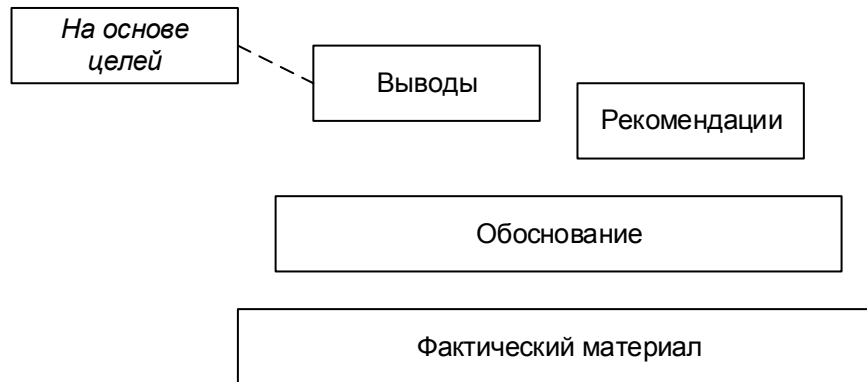 На основе
целей
Выводы
Рекомендации
Обоснование
Фактический материал